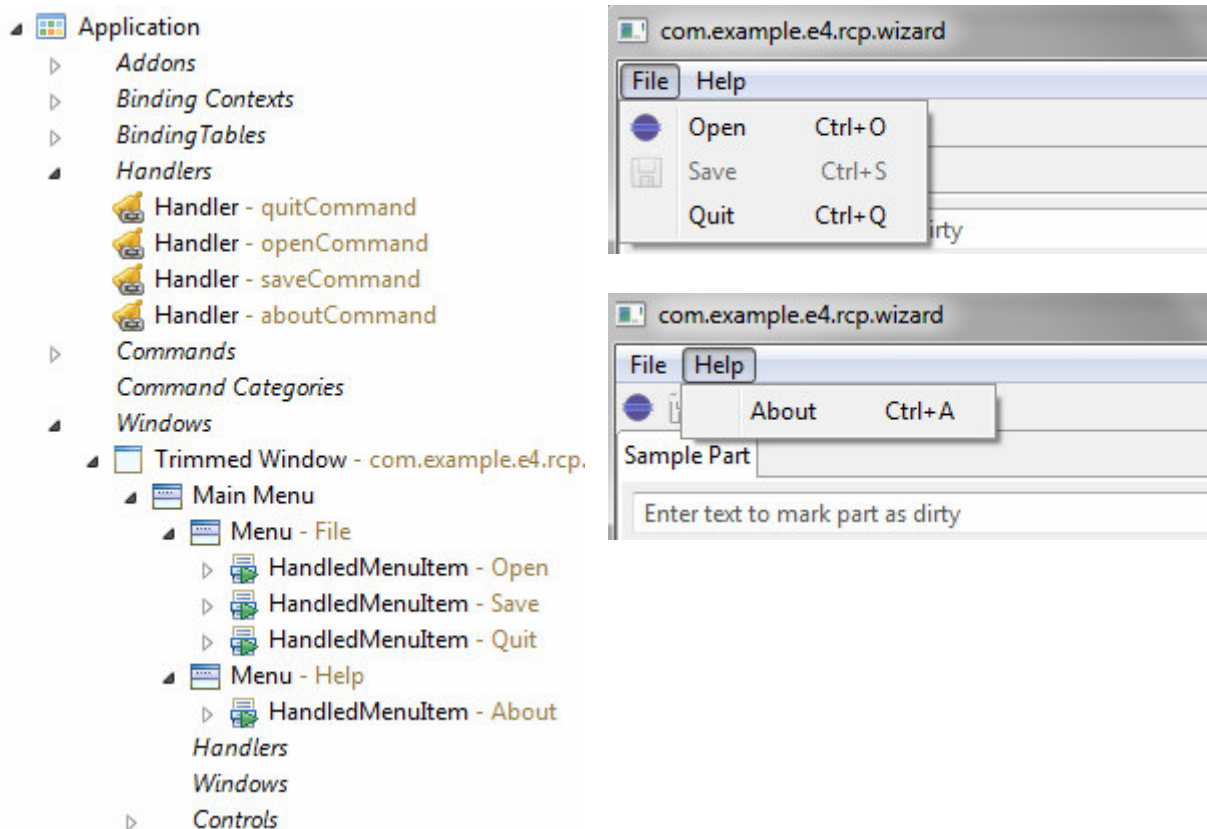 Application
Addons
Binding Contexts
BindingTables
Handlers
Handler - quitCommand
Handler - openCommand
Handler - saveCommand
Handler - aboutCommand
Commands
Command Categories
Windows
Trimmed Window - com.example.e4.rcp.
Main Menu
Menu - File
HandledMenuItem - Open
HandledMenuItem - Save
HandledMenuItem - Quit
Menu - Help
HandledMenuItem - About
Handlers
Windows
Controls
com.example.e4.rcp.wizard
File Help
Open Ctrl+O
Save Ctrl+S
Quit Ctrl+Q
irty
com.example.e4.rcp.wizard
File Help
About Ctrl+A
Sample Part
Enter text to mark part as dirty